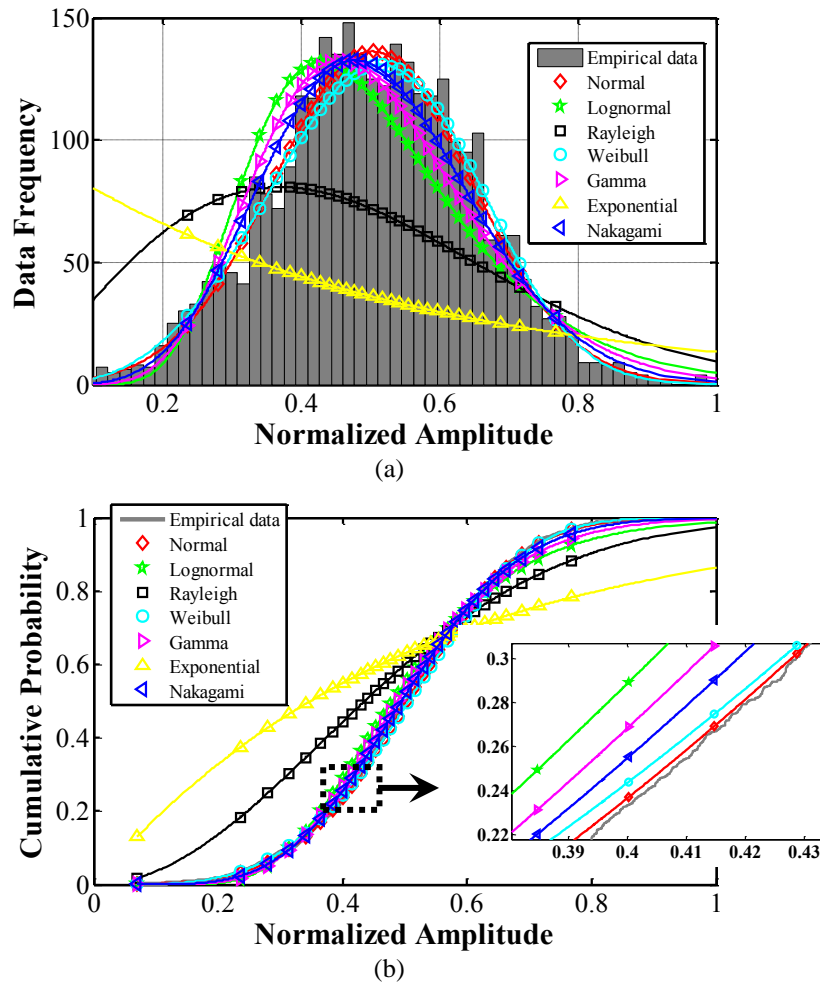 150
100
50
0
Data Frequency
Empirical data
Normal
Lognormal
Rayleigh
Weibull
Gamma
Exponential
Nakagami
0.2
0.4
0.6
0.8
1
Normalized Amplitude
(a)
1
0.8
0.6
0.4
0.2
0
Cumulative Probability
Empirical data
Normal
Lognormal
Rayleigh
Weibull
Gamma
Exponential
Nakagami
0.3
0.28
0.26
0.24
0.22
0.39
0.4
0.41
0.42
0.43
0
0.2
0.4
0.6
0.8
1
Normalized Amplitude
(b)